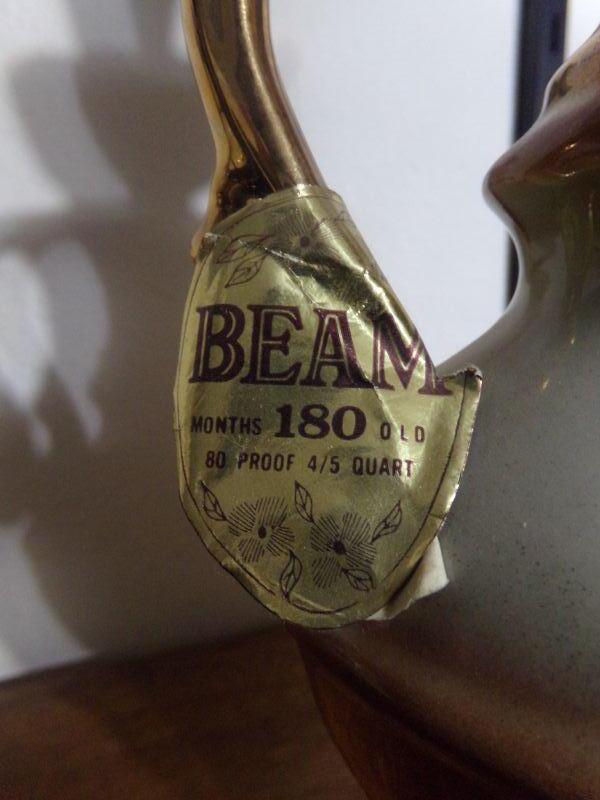 BEAM
MONTHS 180 OLD
80 PROOF 4/5 QUART